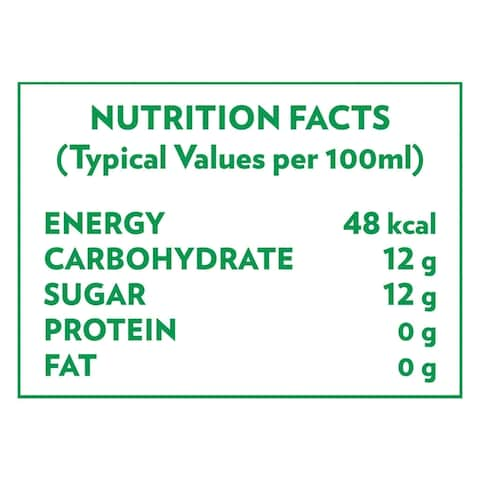 NUTRITION FACTS
(Typical Values per 100ml)
ENERGY 48 kcal
CARBOHYDRATE 12 g
SUGAR 12 g
PROTEIN 0 g
FAT 0 g